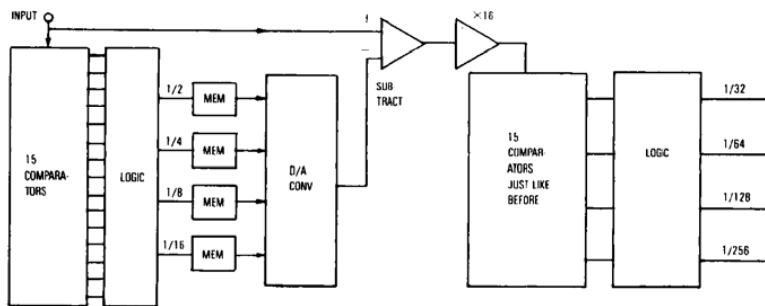 INPUT
15
COMPARA-
TORS
LOGIC
1/2
MEM
1/4
MEM
1/8
MEM
1/16
MEM
D/A
CONV
+
−
SUB
TRACT
×16
15
COMPAR-
ATORS
JUST LIKE
BEFORE
LOGIC
1/32
1/64
1/128
1/256